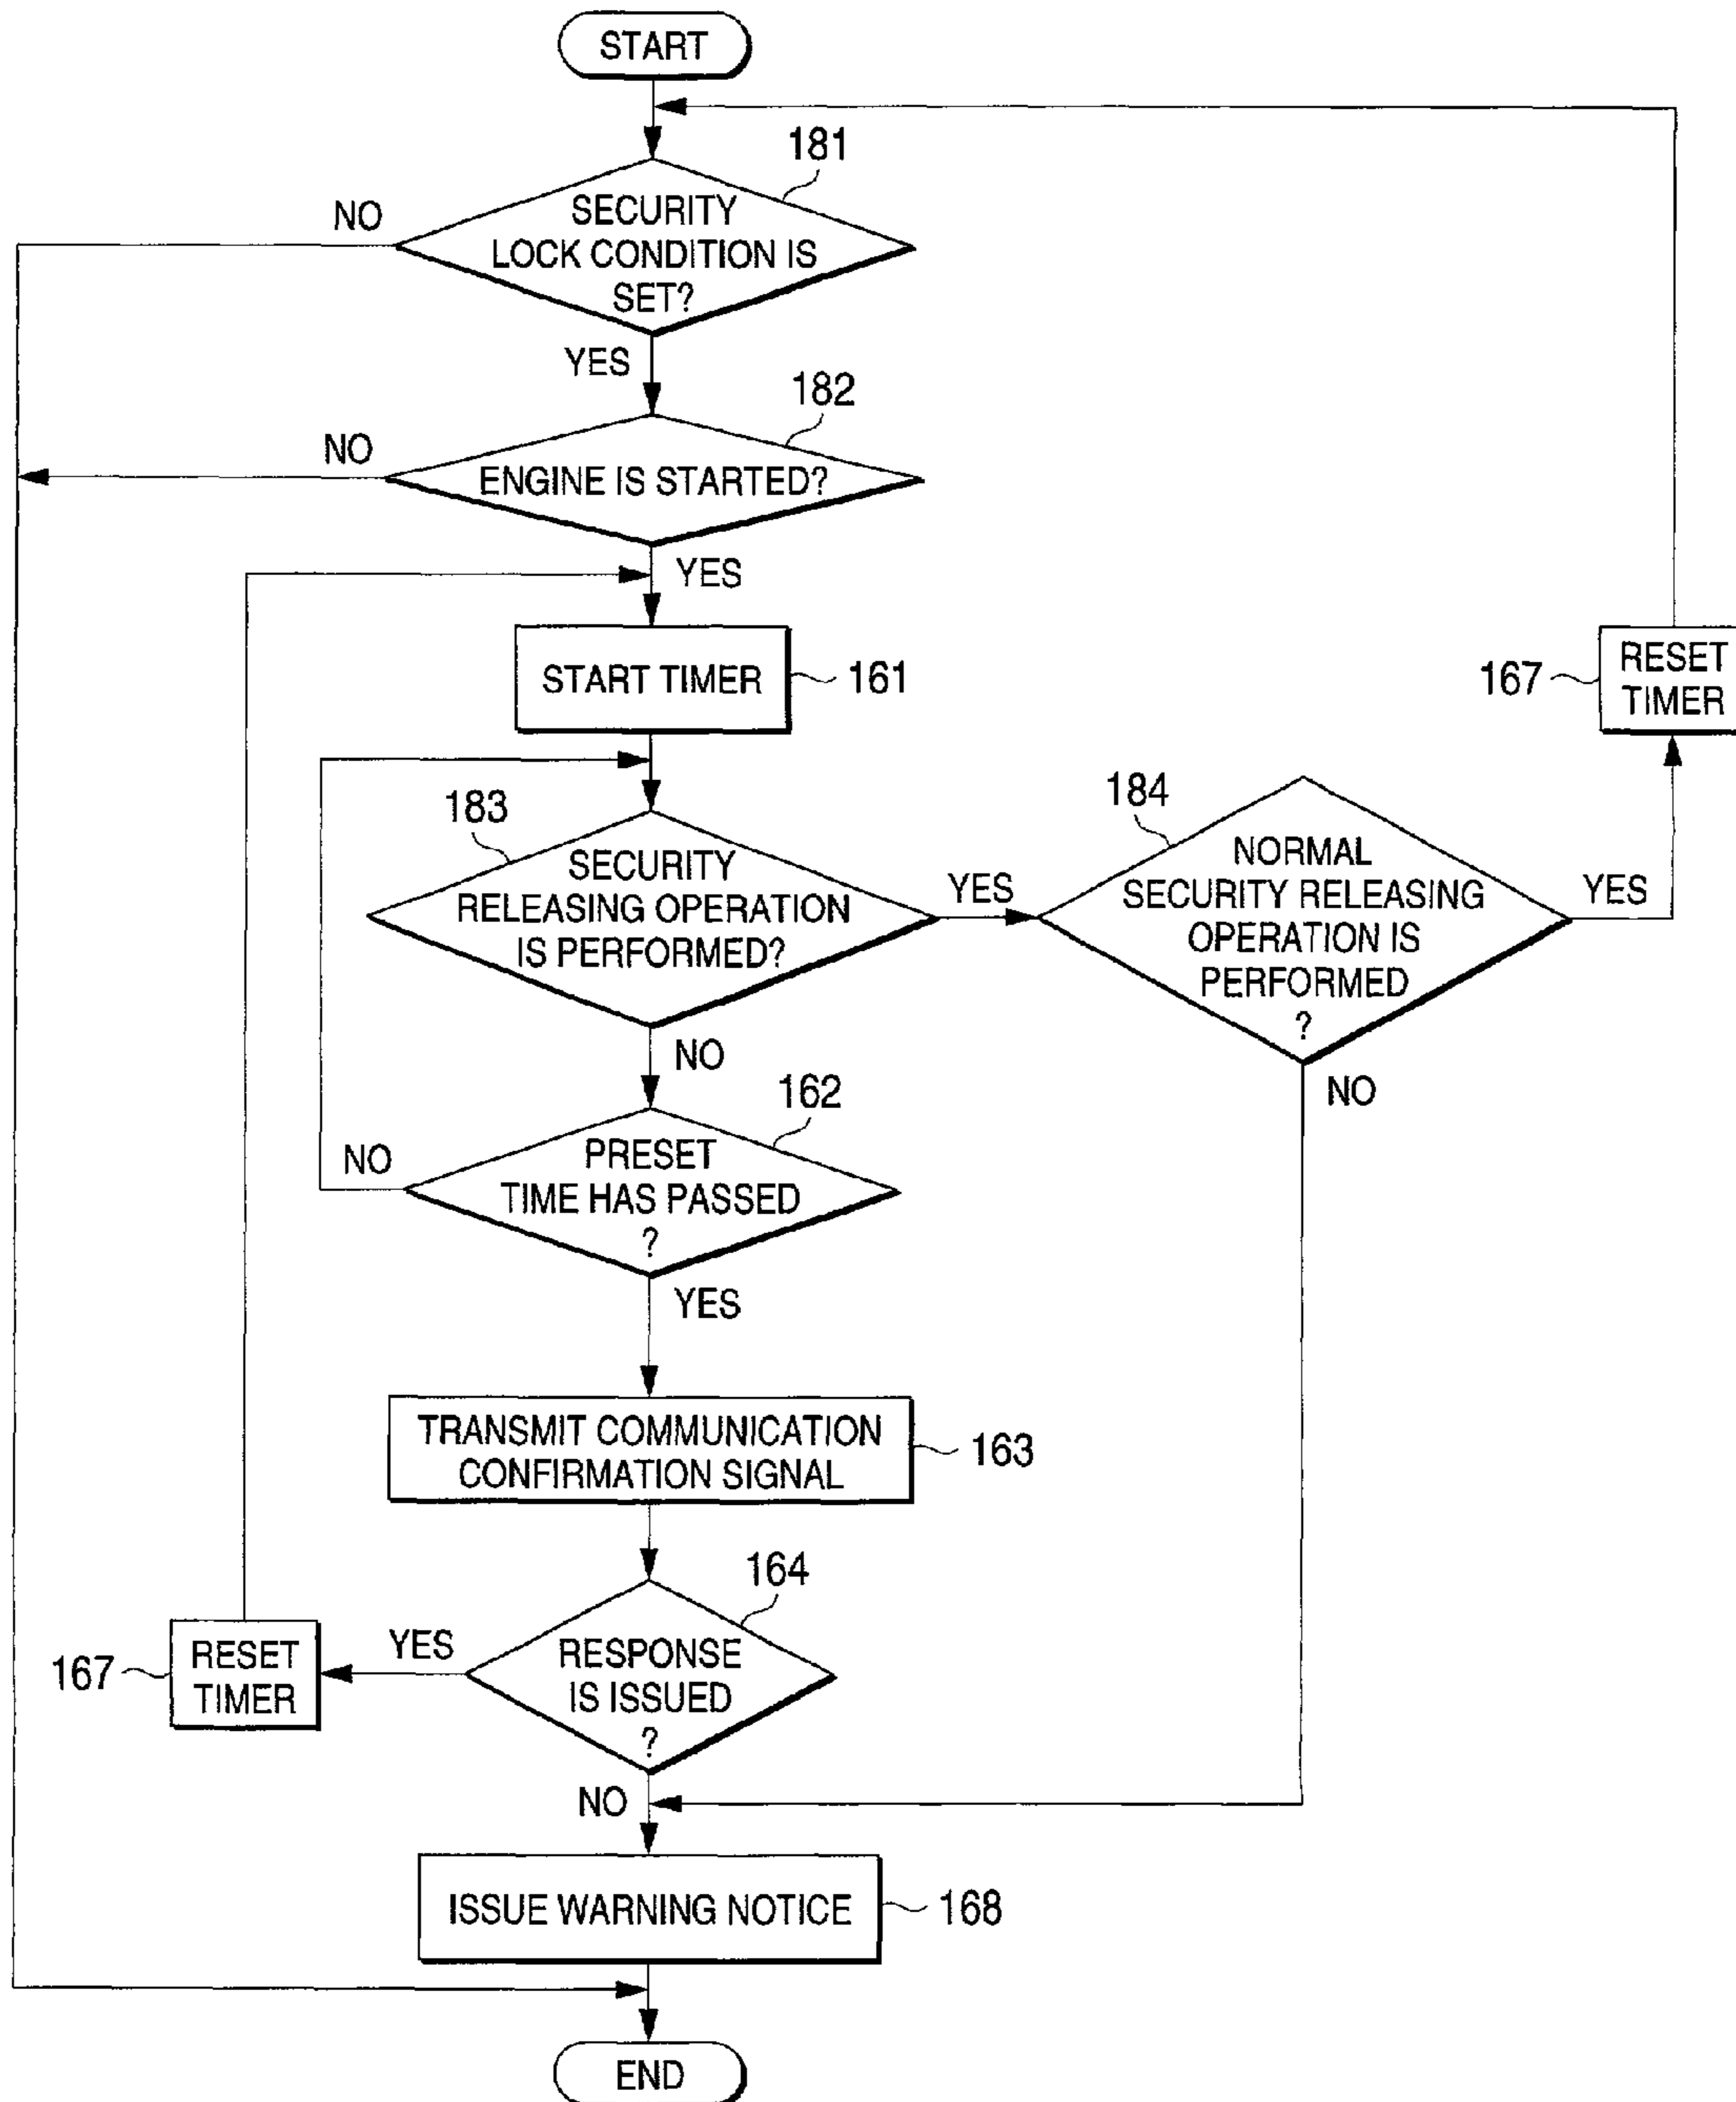 START
181
NO
SECURITY
LOCK CONDITION IS
SET?
YES
182
NO
ENGINE IS STARTED?
YES
START TIMER
161
167
RESET
TIMER
183
SECURITY
RELEASING OPERATION
IS PERFORMED?
YES
184
NORMAL
SECURITY RELEASING
OPERATION IS
PERFORMED
?
YES
NO
NO
162
NO
PRESET
TIME HAS PASSED
?
YES
TRANSMIT COMMUNICATION
CONFIRMATION SIGNAL
163
164
167
RESET
TIMER
YES
RESPONSE
IS ISSUED
?
NO
ISSUE WARNING NOTICE
168
END